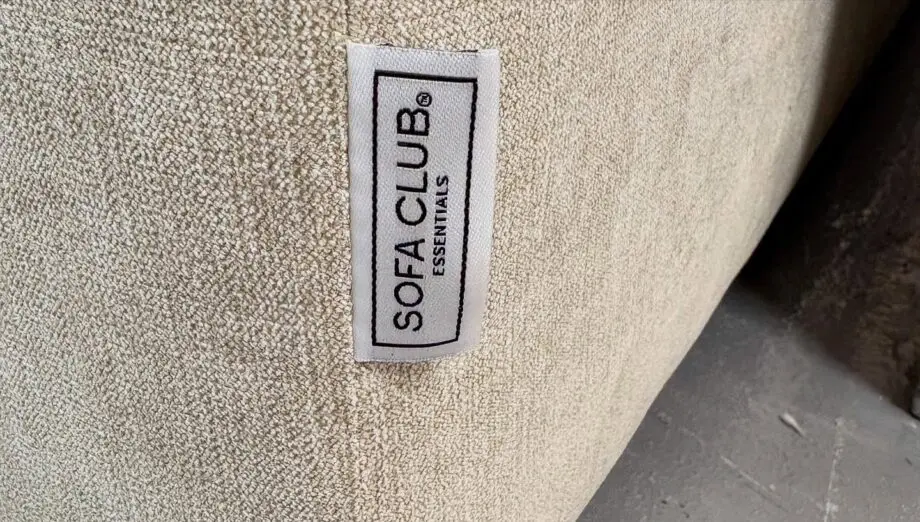 SOFA CLUB®
ESSENTIALS